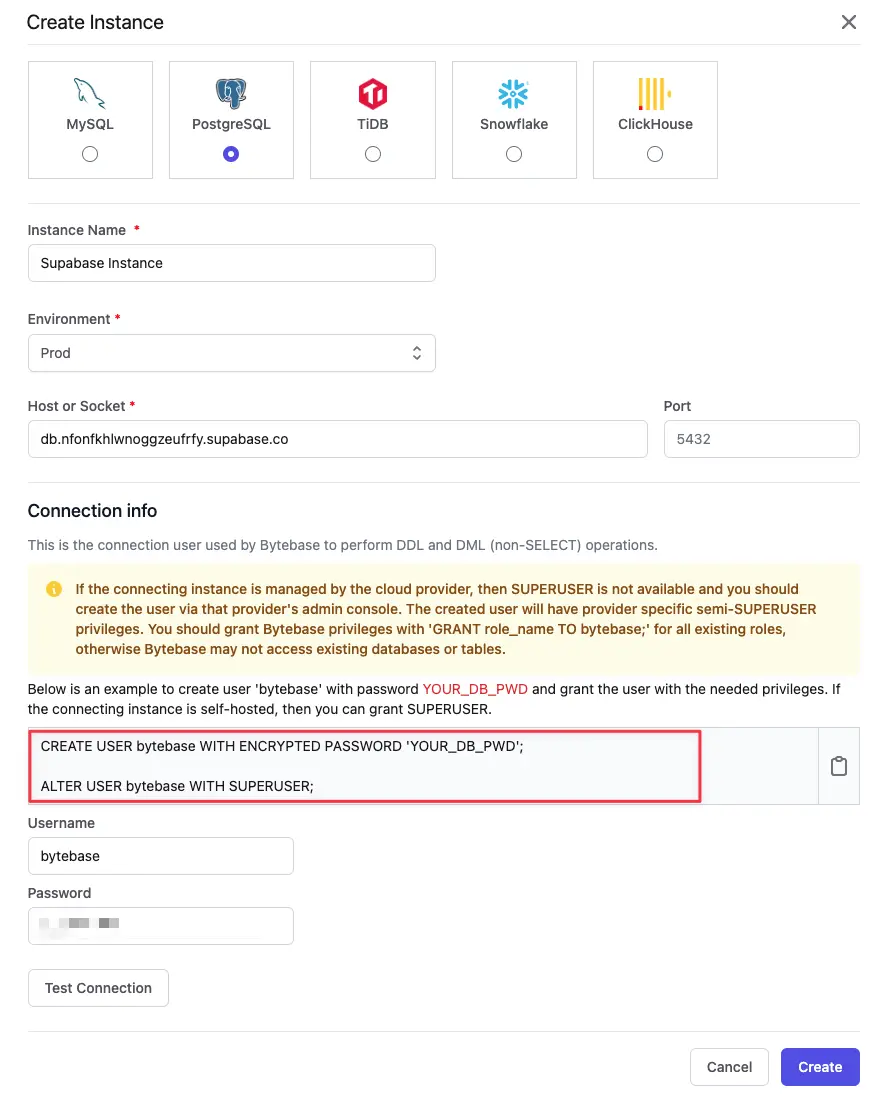 Create Instance
MySQL
PostgreSQL
TiDB
Snowflake
ClickHouse
Instance Name *
Supabase Instance
Environment *
Prod
Host or Socket *
Port
db.nfonfkhlwnoggzeufrfy.supabase.co
5432
Connection info
This is the connection user used by Bytebase to perform DDL and DML (non-SELECT) operations.
If the connecting instance is managed by the cloud provider, then SUPERUSER is not available and you should
create the user via that provider's admin console. The created user will have provider specific semi-SUPERUSER
privileges. You should grant Bytebase privileges with 'GRANT role_name TO bytebase;' for all existing roles,
otherwise Bytebase may not access existing databases or tables.
Below is an example to create user 'bytebase' with password YOUR_DB_PWD and grant the user with the needed privileges. If
the connecting instance is self-hosted, then you can grant SUPERUSER.
CREATE USER bytebase WITH ENCRYPTED PASSWORD 'YOUR_DB_PWD';
ALTER USER bytebase WITH SUPERUSER;
Username
bytebase
Password
Test Connection
Cancel
Create